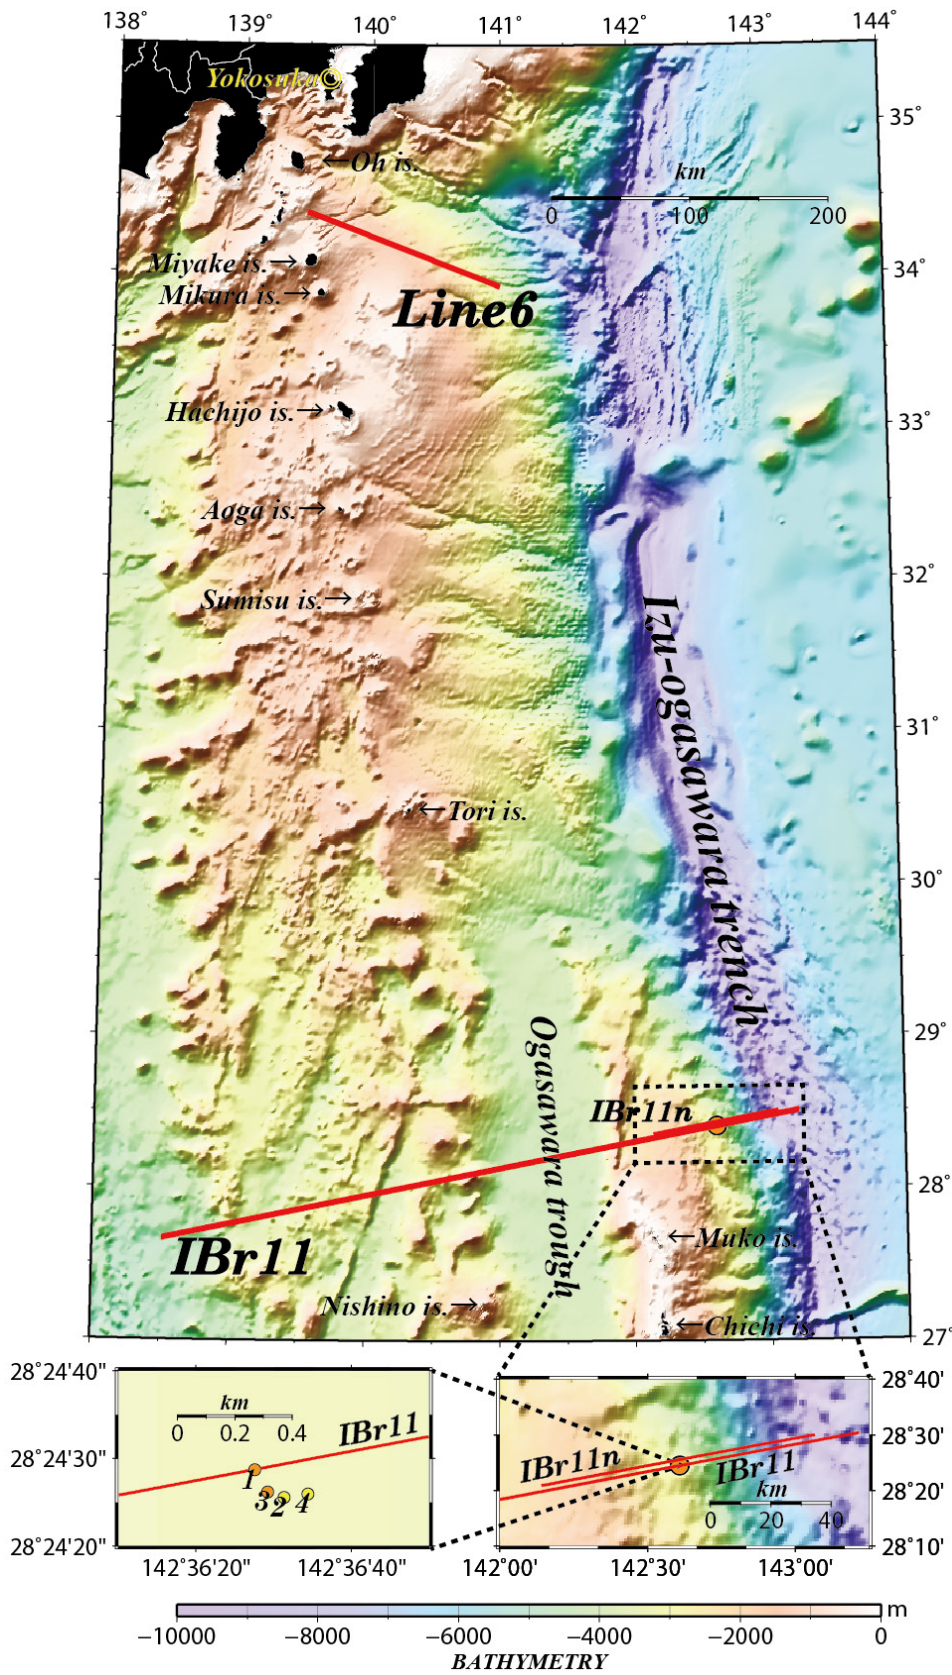 138° 139° 140° 141° 142° 143° 144°
Yokosuka
35°
←Oh is.
km
0 100 200
34°
Miyake is.→
Mikura is.→
Line6
33°
Hachijo is.→
Aoga is.→
32°
Sumisu is.→
Izu-ogasawara trench
31°
←Tori is.
30°
29°
Ogasawara trough
IBr11n
28°
←Muko is.
IBr11
Nishino is.→
←Chichi is.
27°
28°24'40"
28°24'30"
28°24'20"
km
0 0.2 0.4
IBr11
1
3 2 4
142°36'20" 142°36'40"
28°40'
28°30'
28°20'
28°10'
IBr11n
IBr11
km
0 20 40
142°00' 142°30' 143°00'
m
−10000 −8000 −6000 −4000 −2000 0
BATHYMETRY